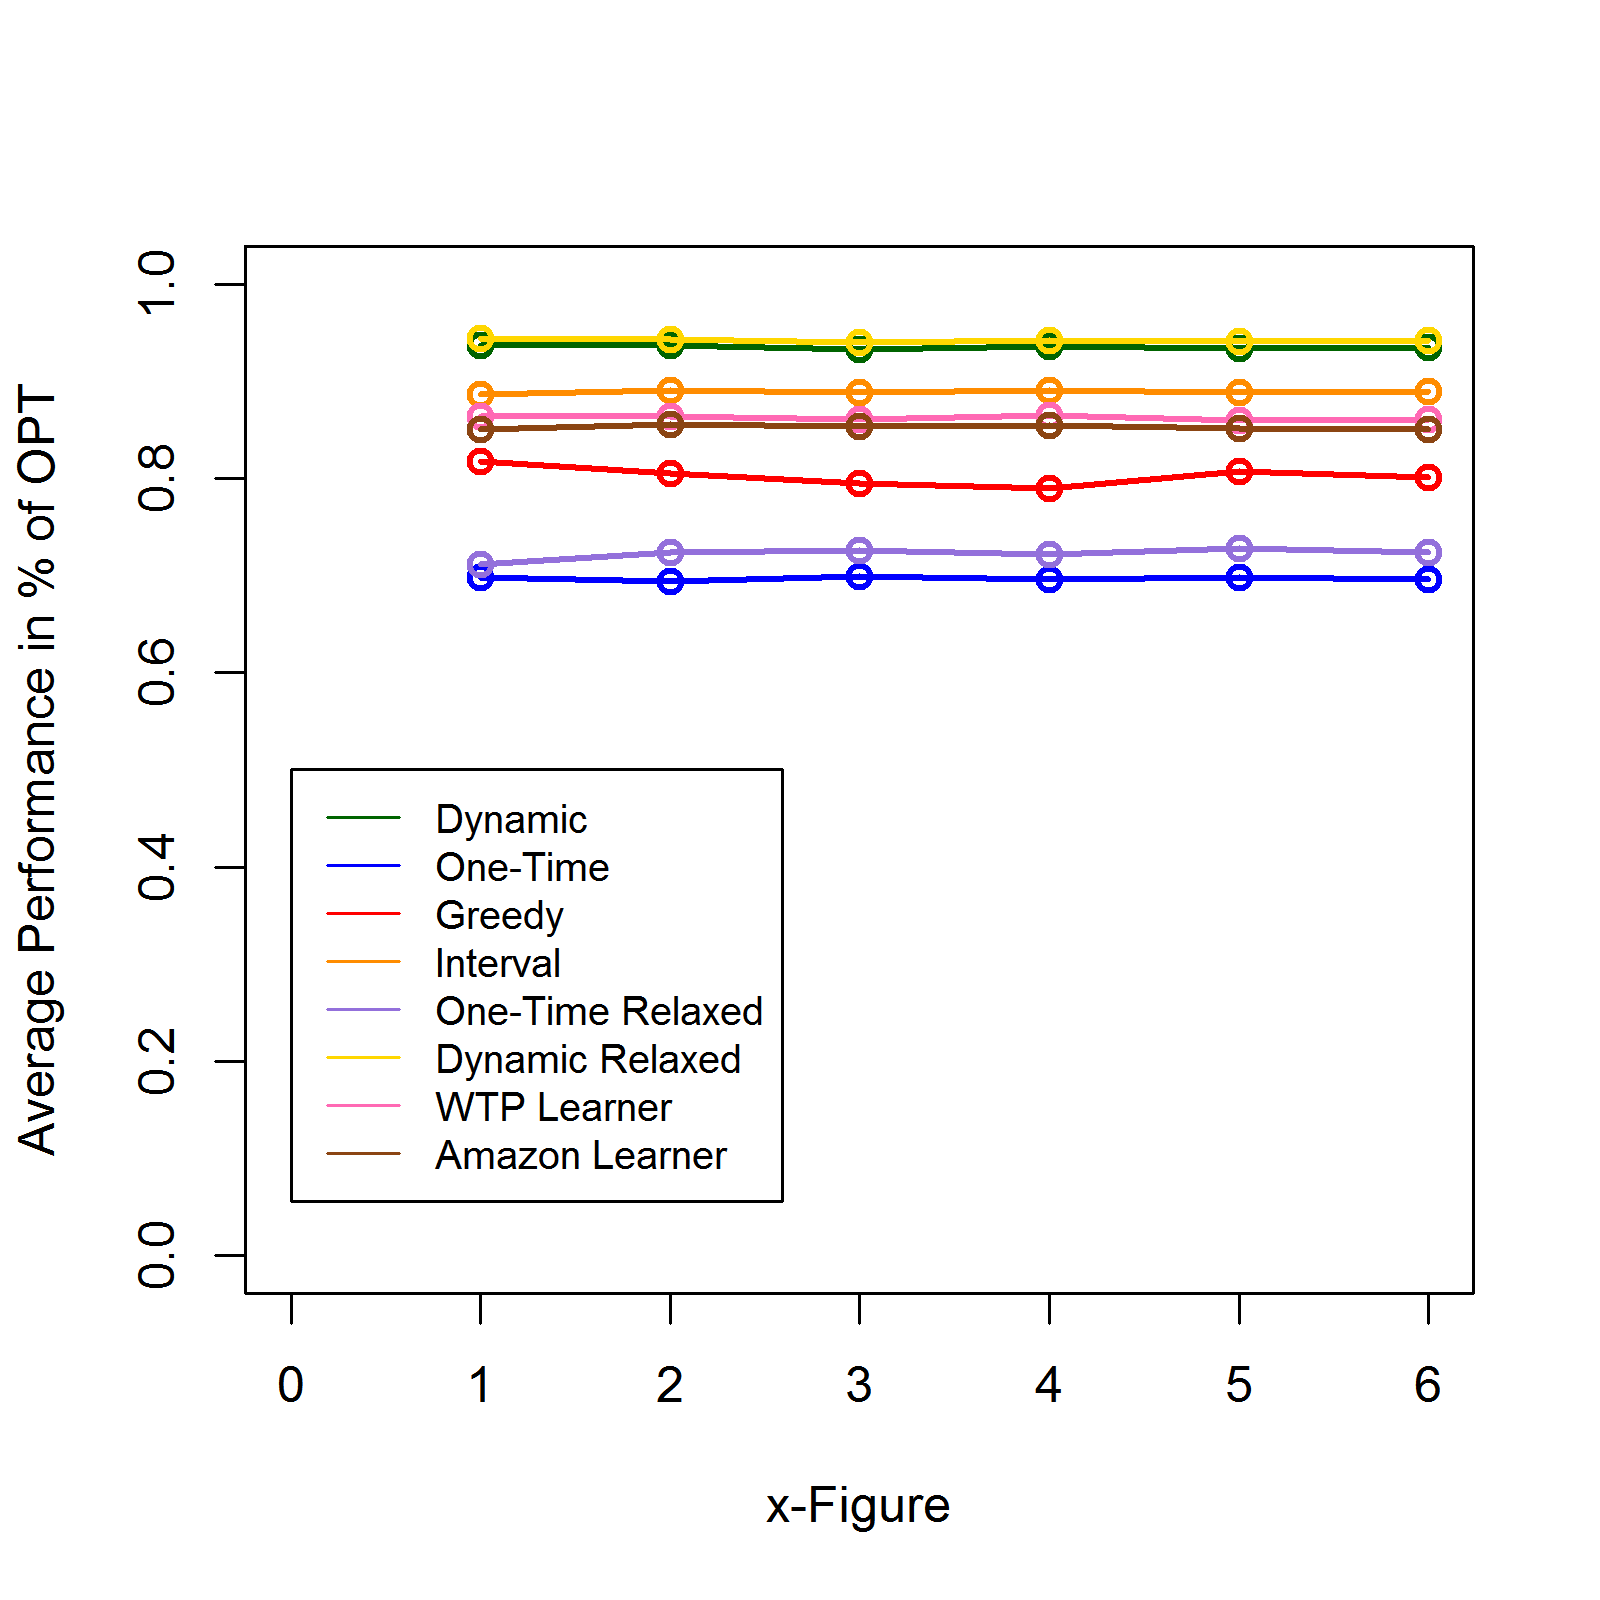 Average Performance in % of OPT
1.0
0.8
0.6
0.4
0.2
0.0
Dynamic
One-Time
Greedy
Interval
One-Time Relaxed
Dynamic Relaxed
WTP Learner
Amazon Learner
0 1 2 3 4 5 6
x-Figure